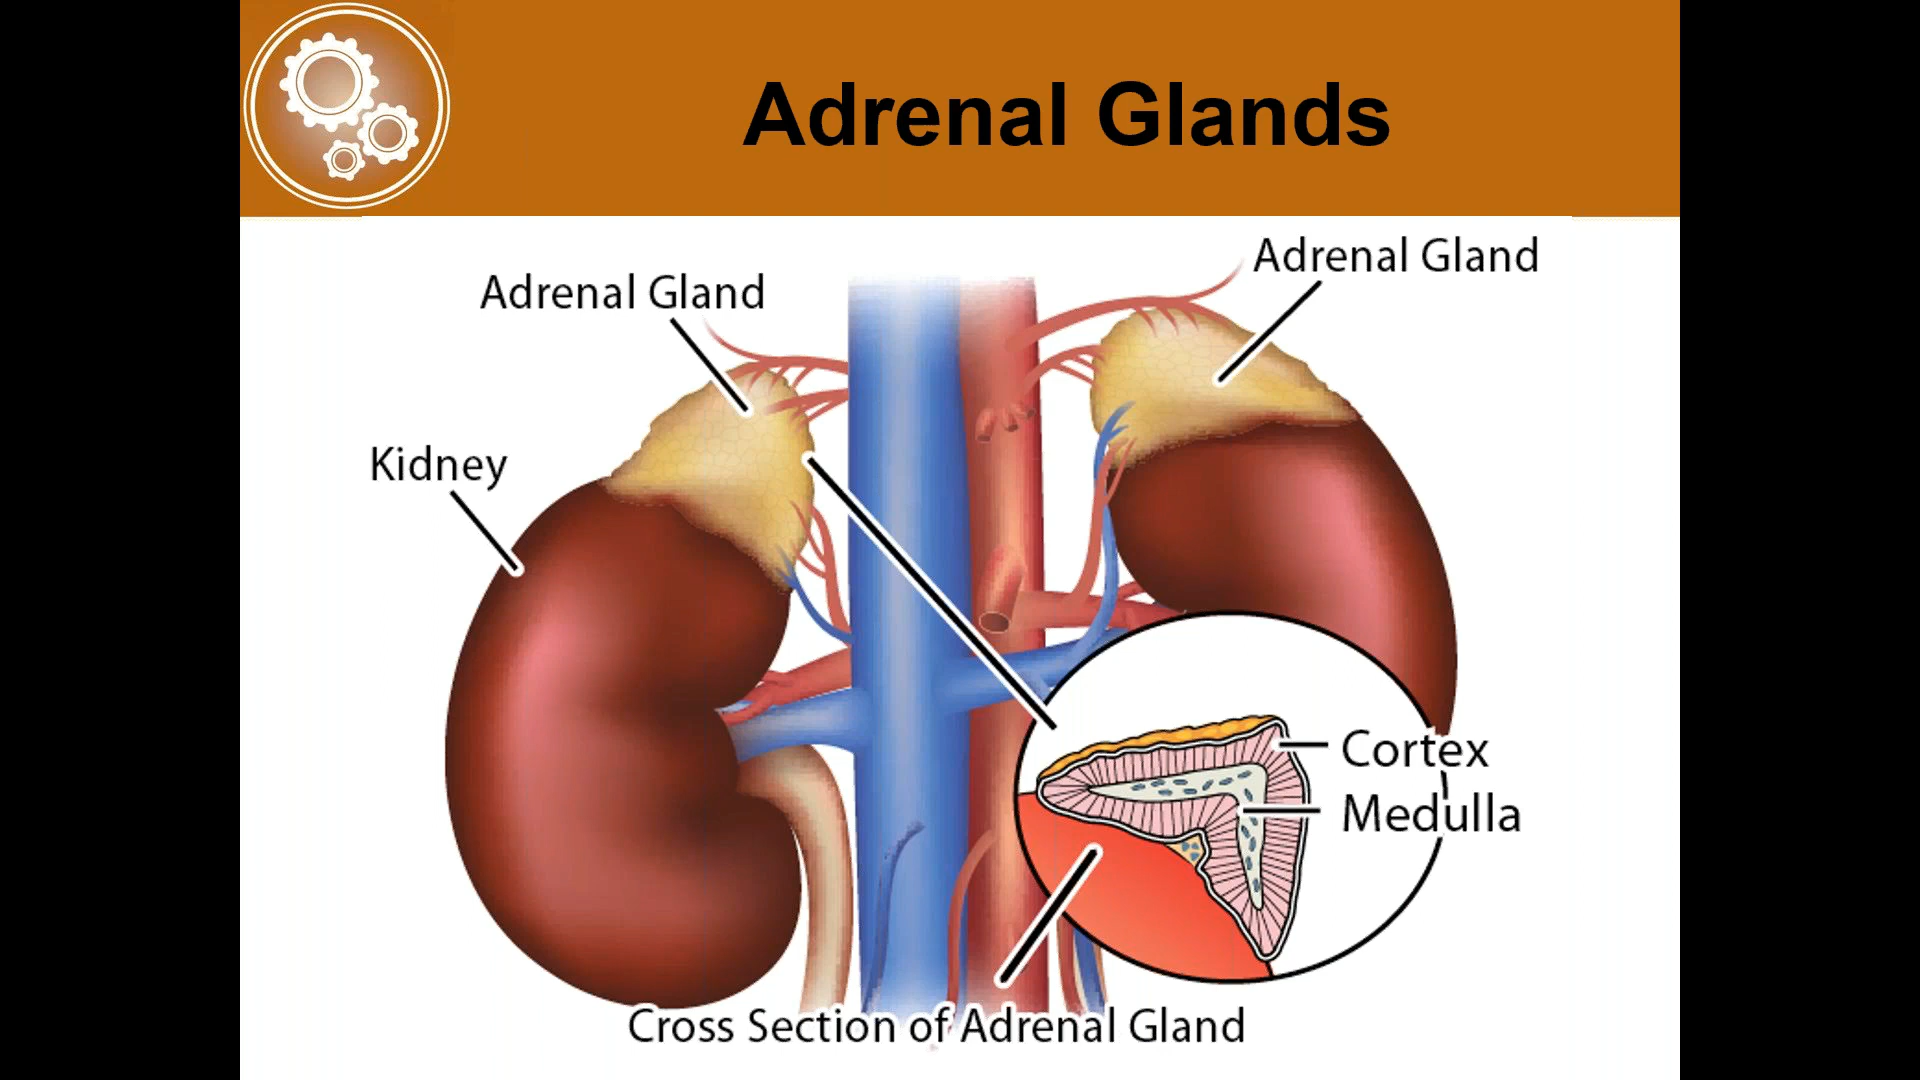 Adrenal Glands
Adrenal Gland
Adrenal Gland
Kidney
Cortex
Medulla
Cross Section of Adrenal Gland